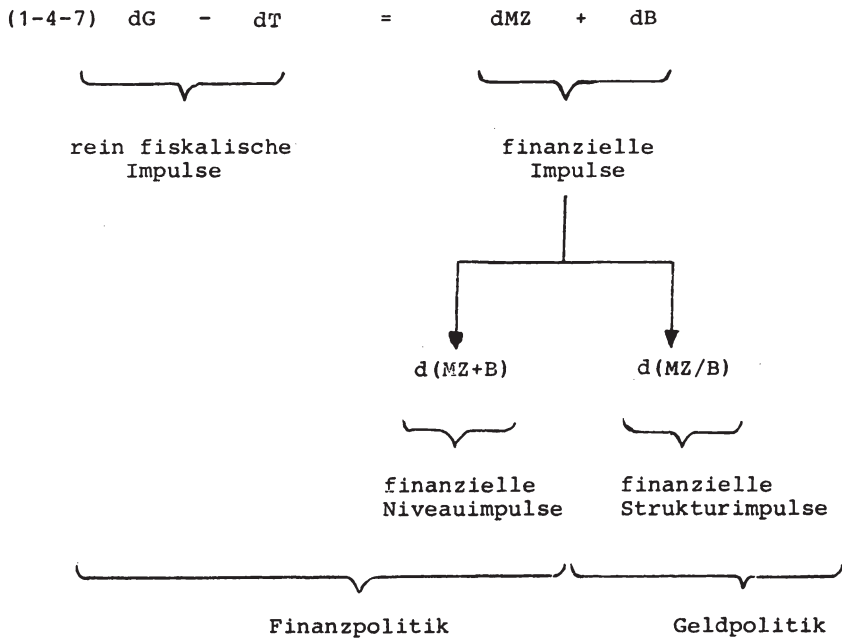 (1-4-7) dG - dT = dMZ + dB
rein fiskalische finanzielle
Impulse Impulse
d(MZ+B) d(MZ/B)
finanzielle finanzielle
Niveauimpulse Strukturimpulse
Finanzpolitik Geldpolitik